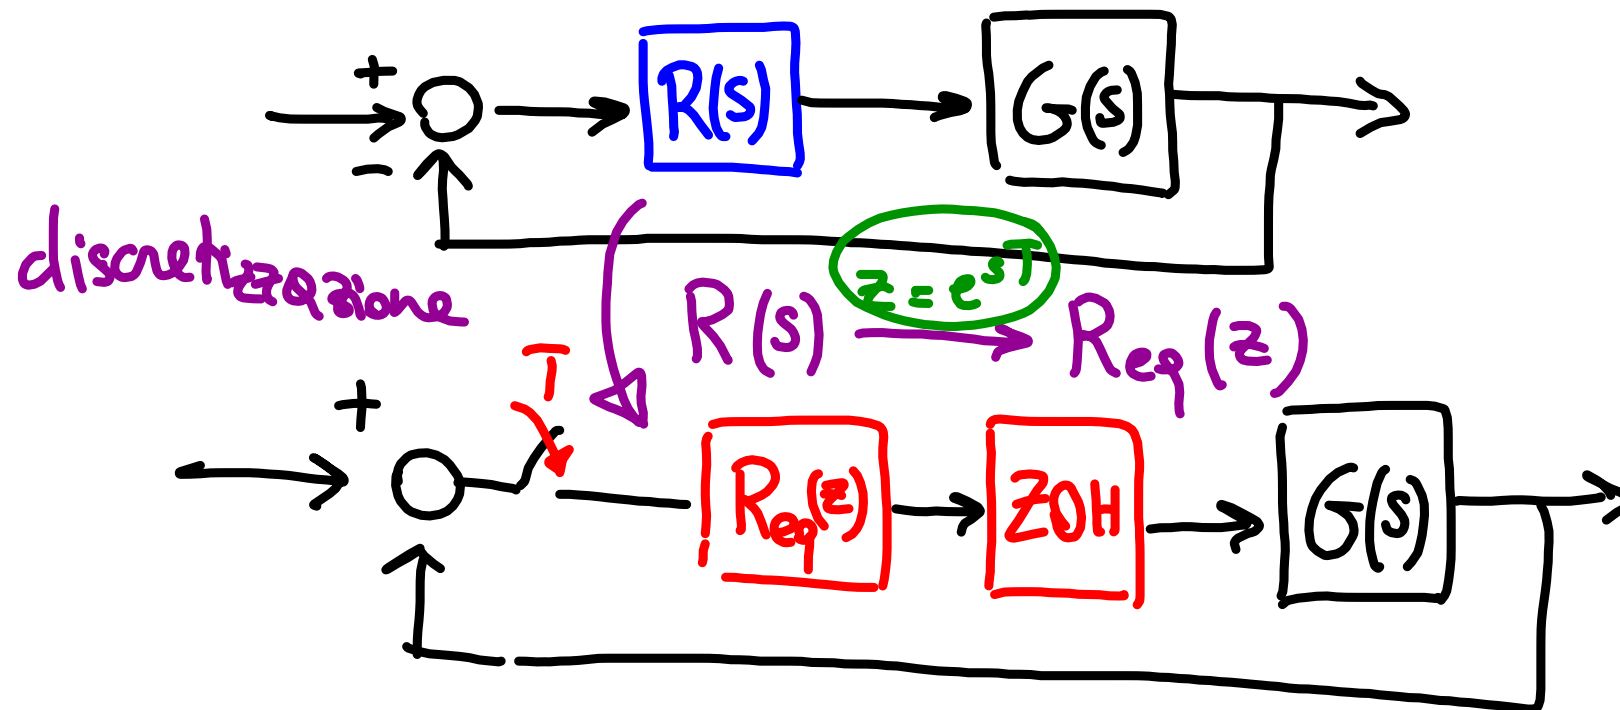 +
R(s)
G(s)
-
discretizzazione
z = e^sT
R(s) → Req(z)
T
+
Req(z)
ZOH
G(s)